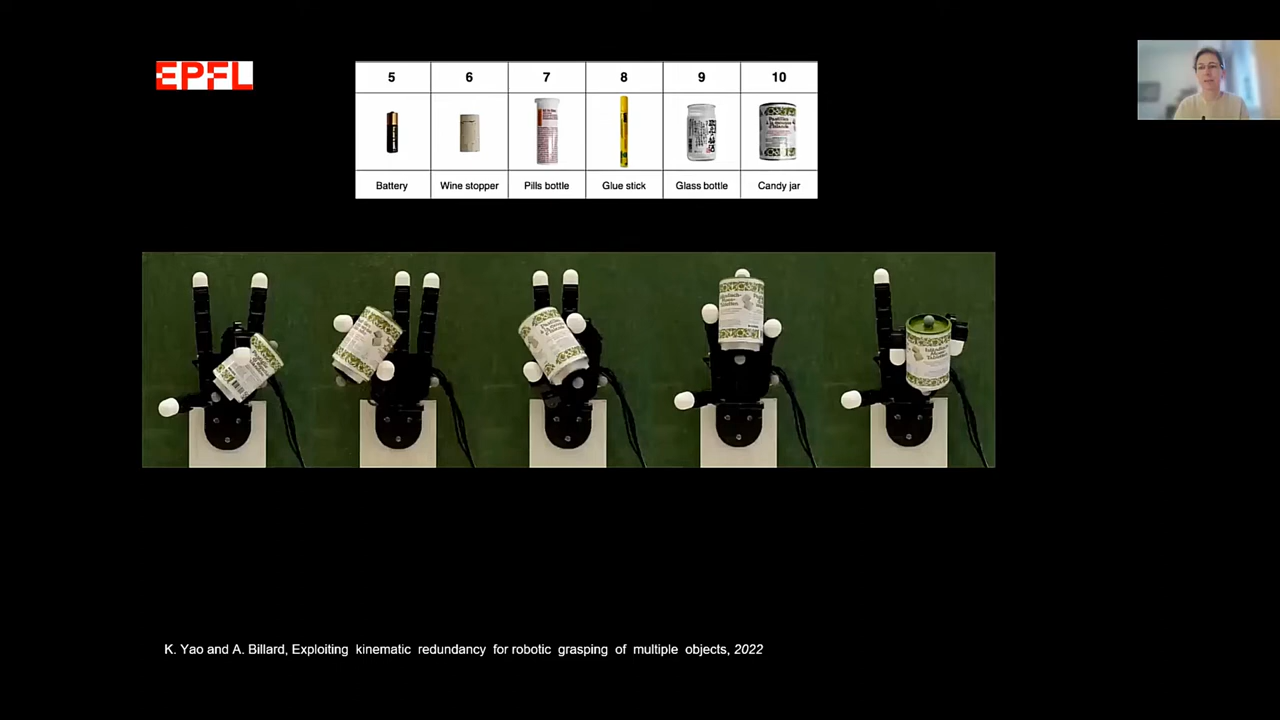 EPFL
5 6 7 8 9 10
Battery Wine stopper Pills bottle Glue stick Glass bottle Candy jar
K. Yao and A. Billard, Exploiting kinematic redundancy for robotic grasping of multiple objects, 2022